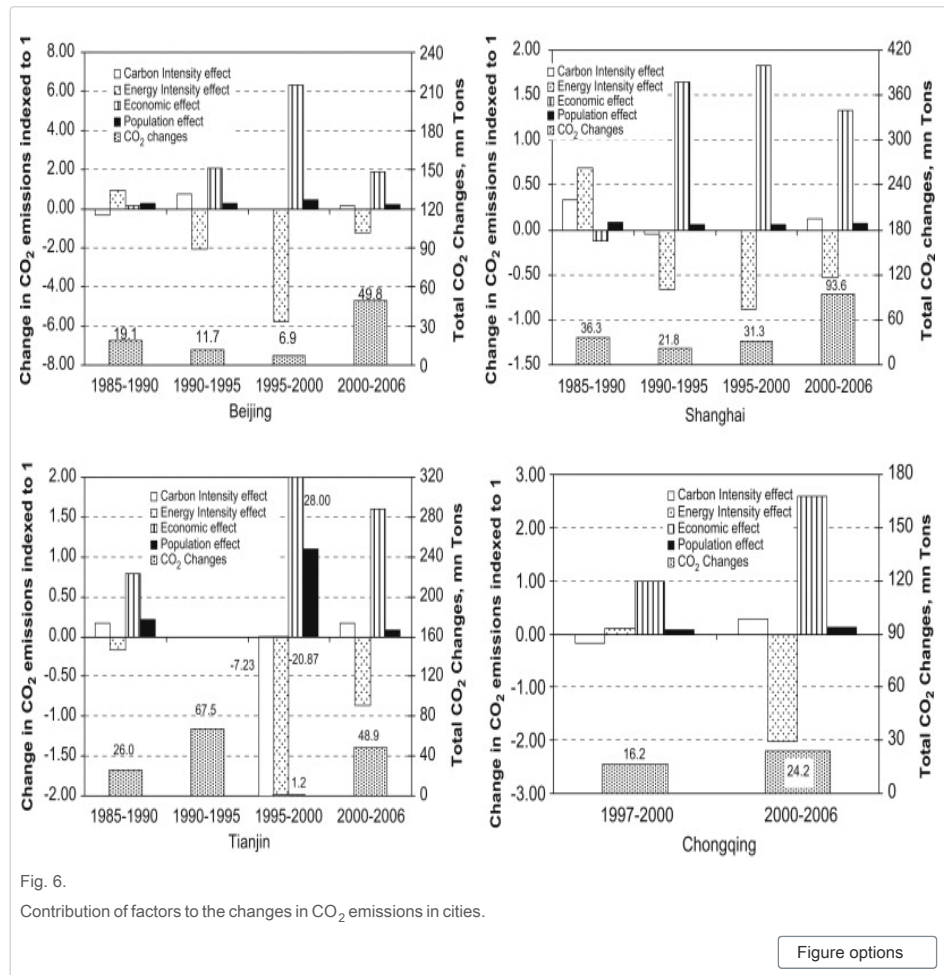 Change in CO2 emissions indexed to 1
8.00
6.00
4.00
2.00
0.00
-2.00
-4.00
-6.00
-8.00
Carbon Intensity effect
Energy Intensity effect
Economic effect
Population effect
CO2 Changes
19.1
11.7
6.9
49.8
240
210
180
150
120
90
60
30
0
Total CO2 Changes, mn Tons
1985-1990 1990-1995 1995-2000 2000-2006
Beijing
Change in CO2 emissions indexed to 1
2.00
1.50
1.00
0.50
0.00
-0.50
-1.00
-1.50
Carbon Intensity effect
Energy Intensity effect
Economic effect
Population effect
CO2 Changes
36.3
21.8
31.3
93.6
420
360
300
240
180
120
60
0
Total CO2 Changes, mn Tons
1985-1990 1990-1995 1995-2000 2000-2006
Shanghai
Change in CO2 emissions indexed to 1
2.00
1.50
1.00
0.50
0.00
-0.50
-1.00
-1.50
-2.00
Carbon Intensity effect
Energy Intensity effect
Economic effect
Population effect
CO2 Changes
28.00
-7.23
-20.87
26.0
67.5
1.2
48.9
320
280
240
200
160
120
80
40
0
Total CO2 Changes, mn Tons
1985-1990 1990-1995 1995-2000 2000-2006
Tianjin
Change in CO2 emissions indexed to 1
3.00
2.00
1.00
0.00
-1.00
-2.00
-3.00
Carbon Intensity effect
Energy Intensity effect
Economic effect
Population effect
CO2 Changes
16.2
24.2
180
150
120
90
60
30
0
Total CO2 Changes, mn Tons
1997-2000 2000-2006
Chongqing
Fig. 6.
Contribution of factors to the changes in CO2 emissions in cities.
Figure options